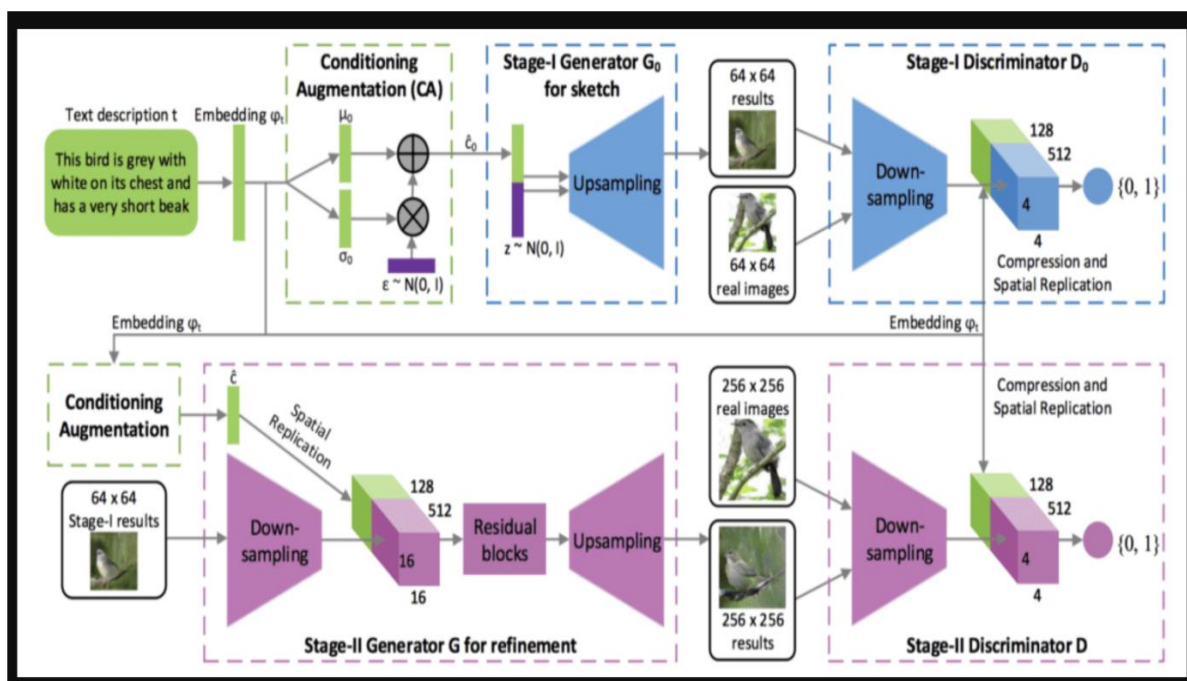 Text description t
This bird is grey with
white on its chest and
has a very short beak
Embedding φt
Conditioning
Augmentation (CA)
μ0
σ0
ε ~ N(0, I)
ĉ0
Stage-I Generator G0
for sketch
Upsampling
z ~ N(0, I)
64 x 64
results
64 x 64
real images
Stage-I Discriminator D0
Down-
sampling
128
512
4
4
{0, 1}
Compression and
Spatial Replication
Embedding φt
Embedding φt
Conditioning
Augmentation
64 x 64
Stage-I results
ĉ
Spatial
Replication
Down-
sampling
128
512
16
16
Residual
blocks
Upsampling
Stage-II Generator G for refinement
256 x 256
real images
256 x 256
results
Compression and
Spatial Replication
Down-
sampling
128
512
4
4
{0, 1}
Stage-II Discriminator D